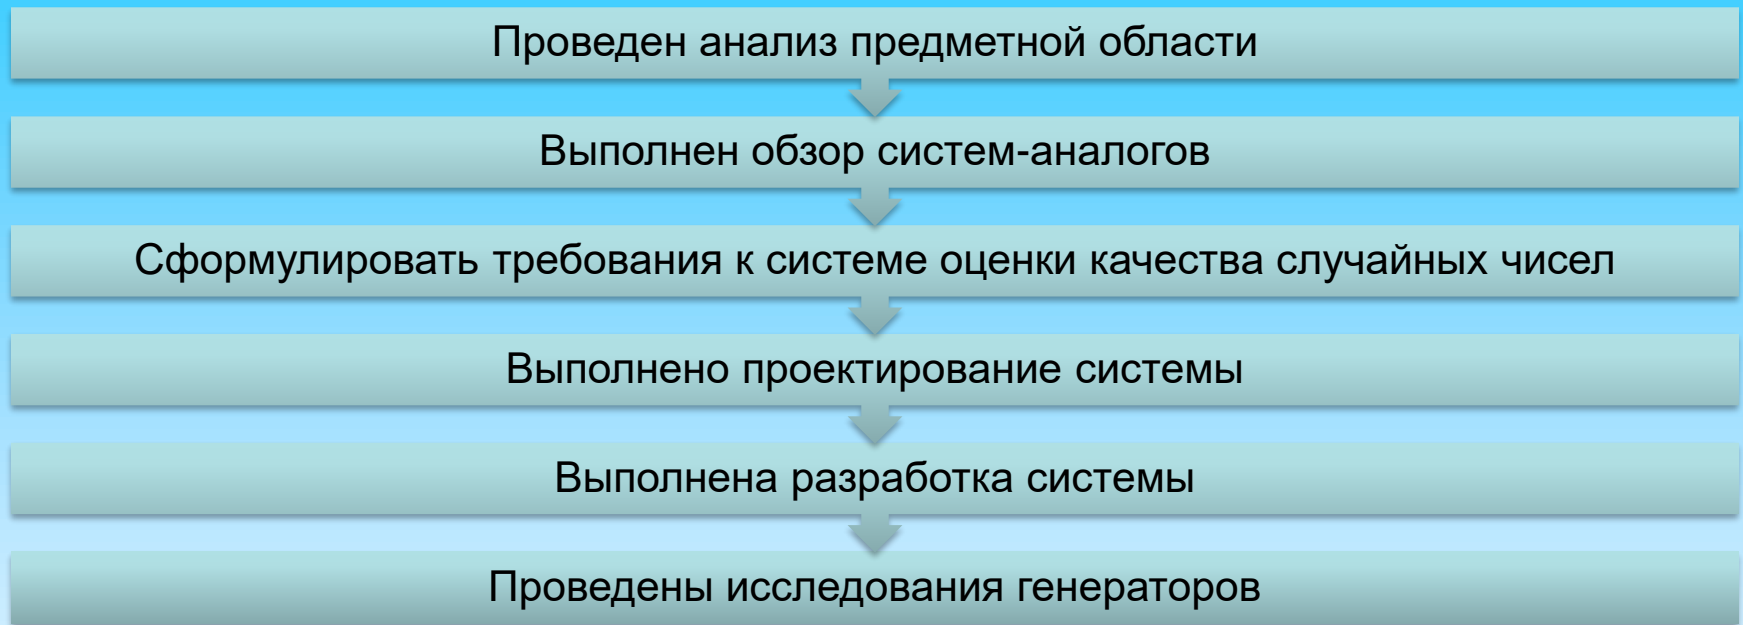 Проведен анализ предметной области
Выполнен обзор систем-аналогов
Сформулировать требования к системе оценки качества случайных чисел
Выполнено проектирование системы
Выполнена разработка системы
Проведены исследования генераторов